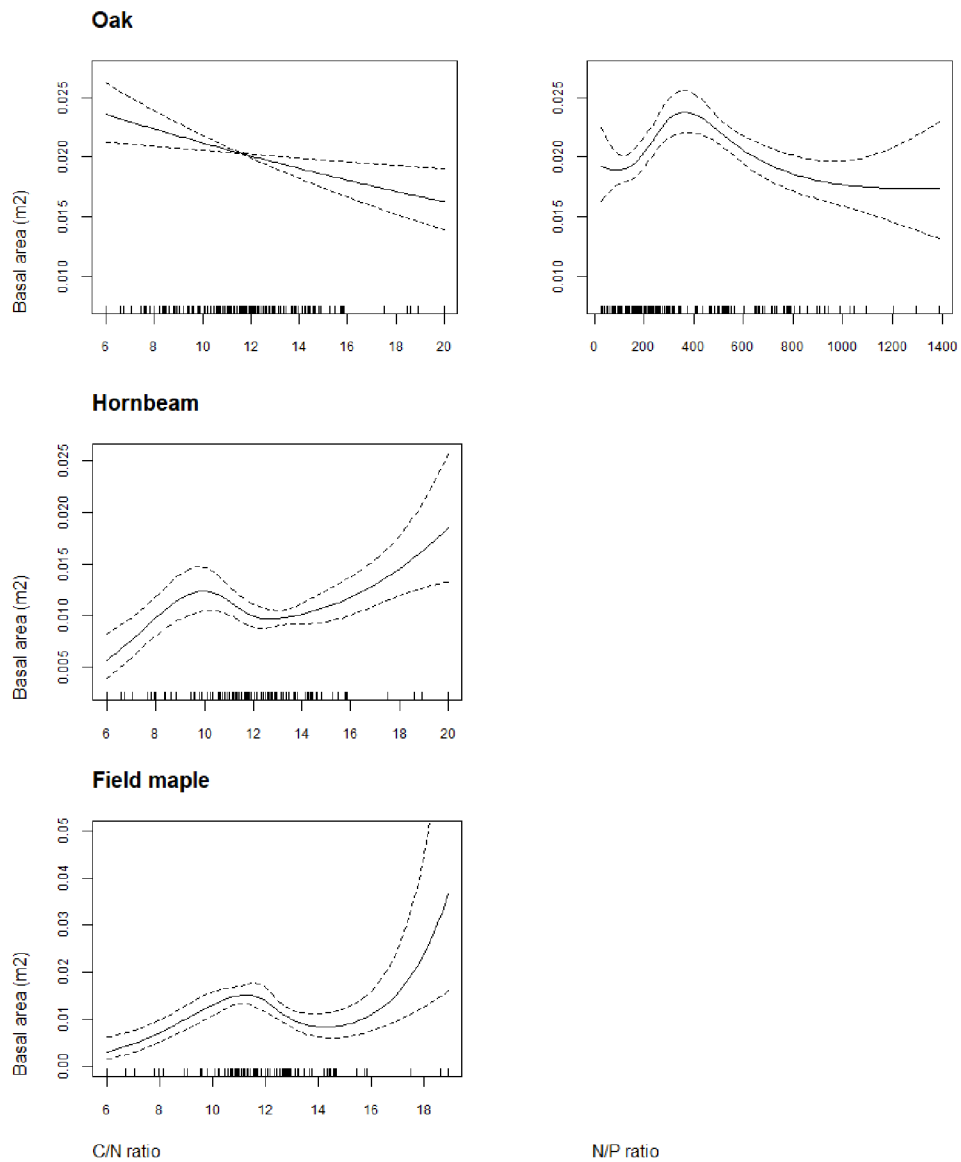 Oak
Basal area (m2)
0.010 0.015 0.020 0.025
6 8 10 12 14 16 18 20
0.010 0.015 0.020 0.025
0 200 400 600 800 1000 1200 1400
Hornbeam
Basal area (m2)
0.005 0.010 0.015 0.020 0.025
6 8 10 12 14 16 18 20
Field maple
Basal area (m2)
0.00 0.01 0.02 0.03 0.04 0.05
6 8 10 12 14 16 18
C/N ratio
N/P ratio